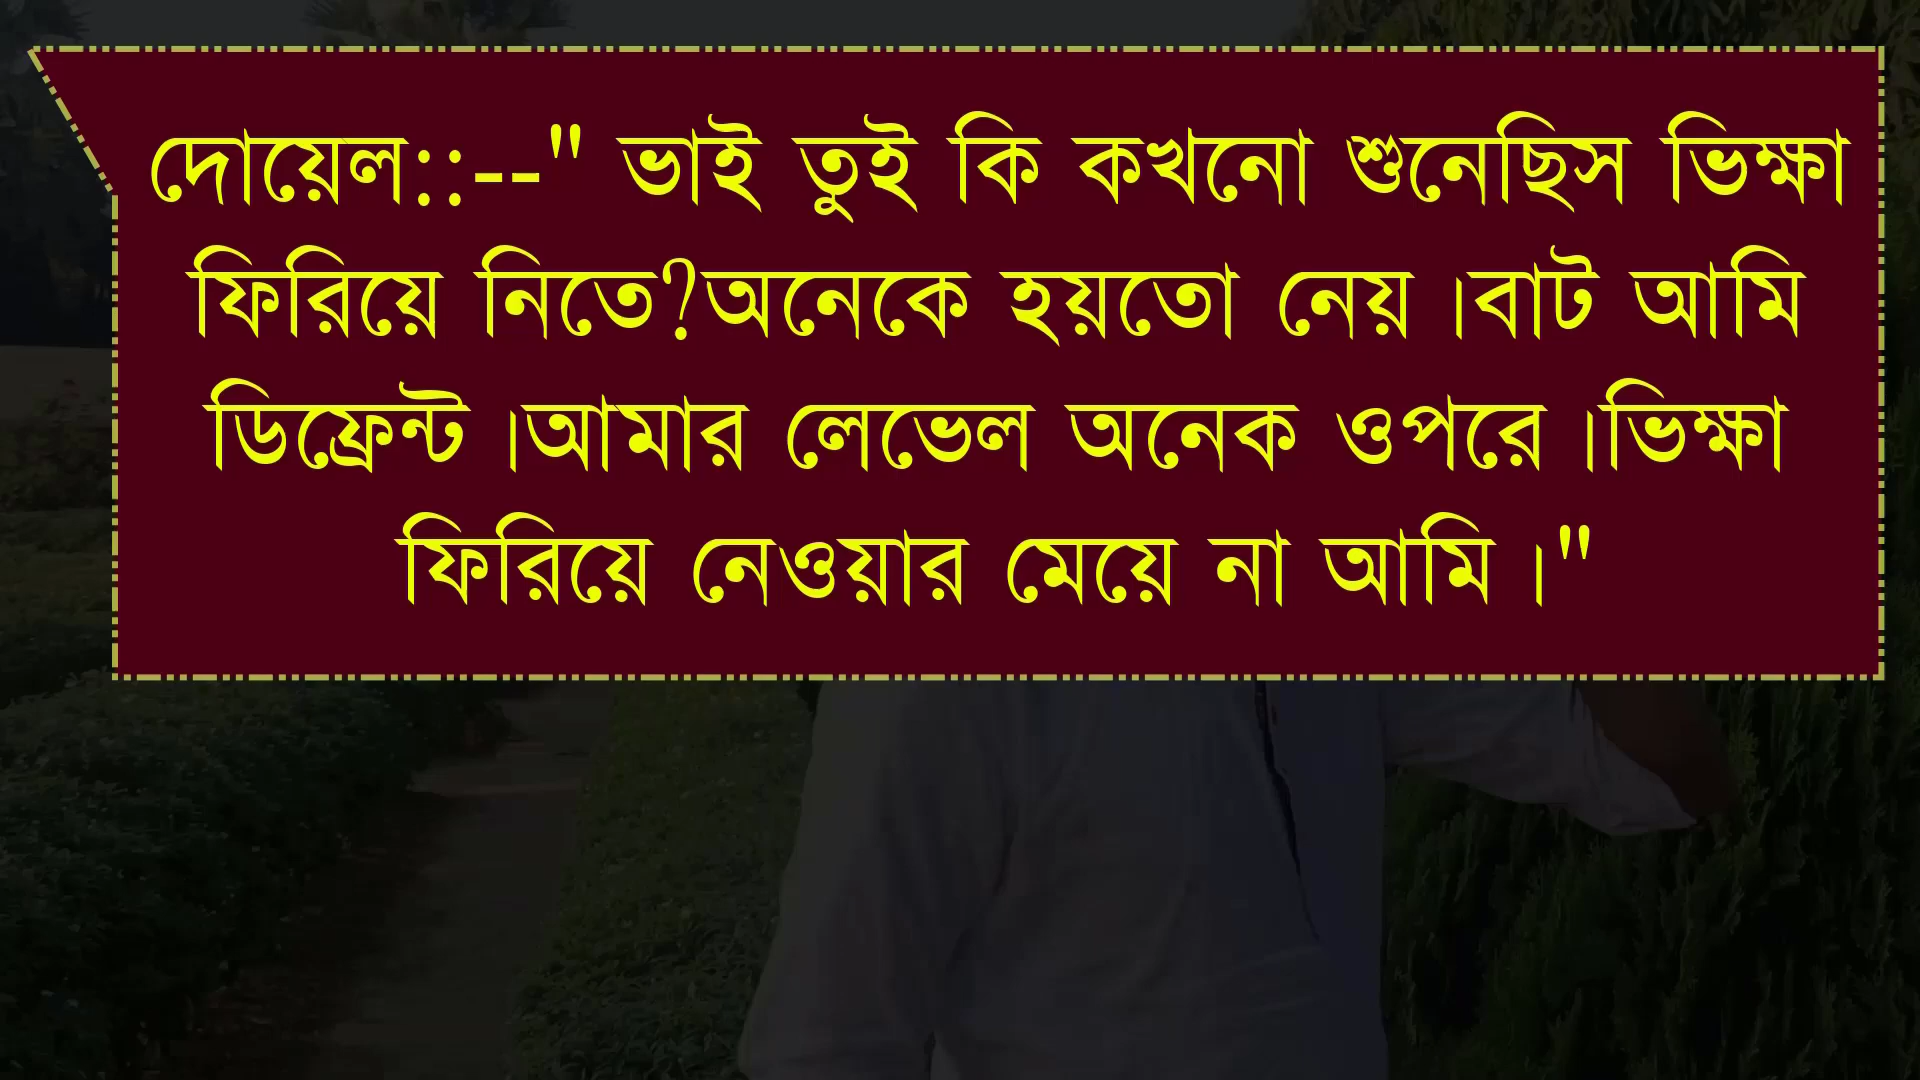 দোয়েল::--" ভাই তুই কি কখনো শুনেছিস ভিক্ষা
ফিরিয়ে নিতে?অনেকে হয়তো নেয় ।বাট আমি
ডিফ্রেন্ট ।আমার লেভেল অনেক ওপরে ।ভিক্ষা
ফিরিয়ে নেওয়ার মেয়ে না আমি ।"